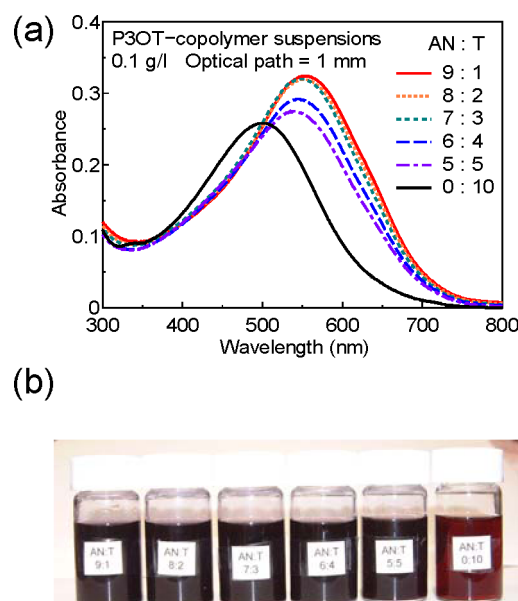 (a)
P3OT-copolymer suspensions
0.1 g/l Optical path = 1 mm
AN : T
9 : 1
8 : 2
7 : 3
6 : 4
5 : 5
0 : 10
Absorbance
0.4
0.3
0.2
0.1
0
300 400 500 600 700 800
Wavelength (nm)
(b)
AN:T
9:1
AN:T
8:2
AN:T
7:3
AN:T
6:4
AN:T
5:5
AN:T
0:10